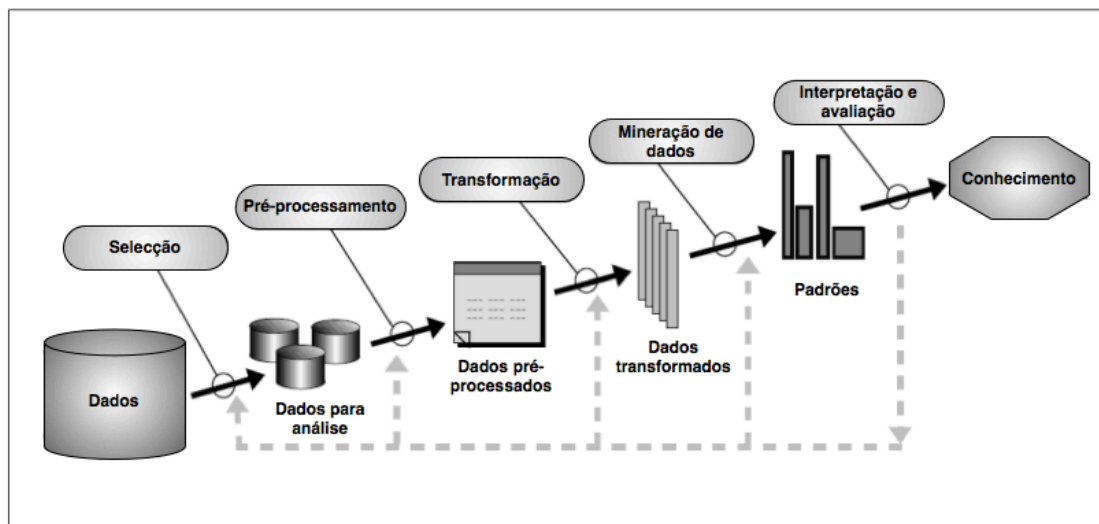 Interpretação e
avaliação
Mineração de
dados
Transformação
Conhecimento
Pré-processamento
Selecção
Padrões
Dados
transformados
Dados pré-
processados
Dados para
análise
Dados